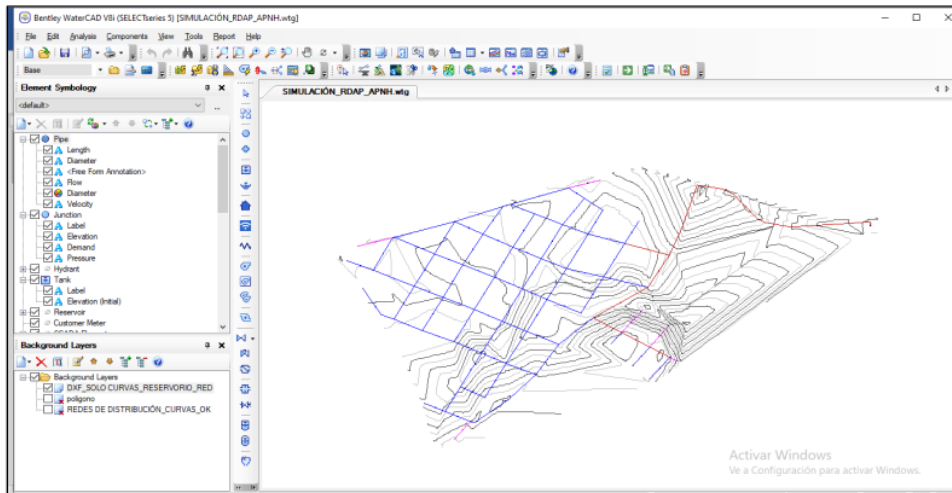 Bentley WaterCAD V8i (SELECTseries 5) [SIMULACIÓN_RDAP_APNH.wtg]
File Edit Analysis Components View Tools Report Help
Base
Element Symbology
<default>
Pipe
Length
Diameter
<Free Form Annotation>
Flow
Diameter
Velocity
Junction
Label
Elevation
Demand
Pressure
Hydrant
Tank
Label
Elevation (Initial)
Reservoir
Customer Meter
Background Layers
Background Layers
DXF_SOLO CURVAS_RESERVORIO_RED
poligono
REDES DE DISTRIBUCIÓN_CURVAS_OK
SIMULACIÓN_RDAP_APNH.wtg
Activar Windows
Ve a Configuración para activar Windows.